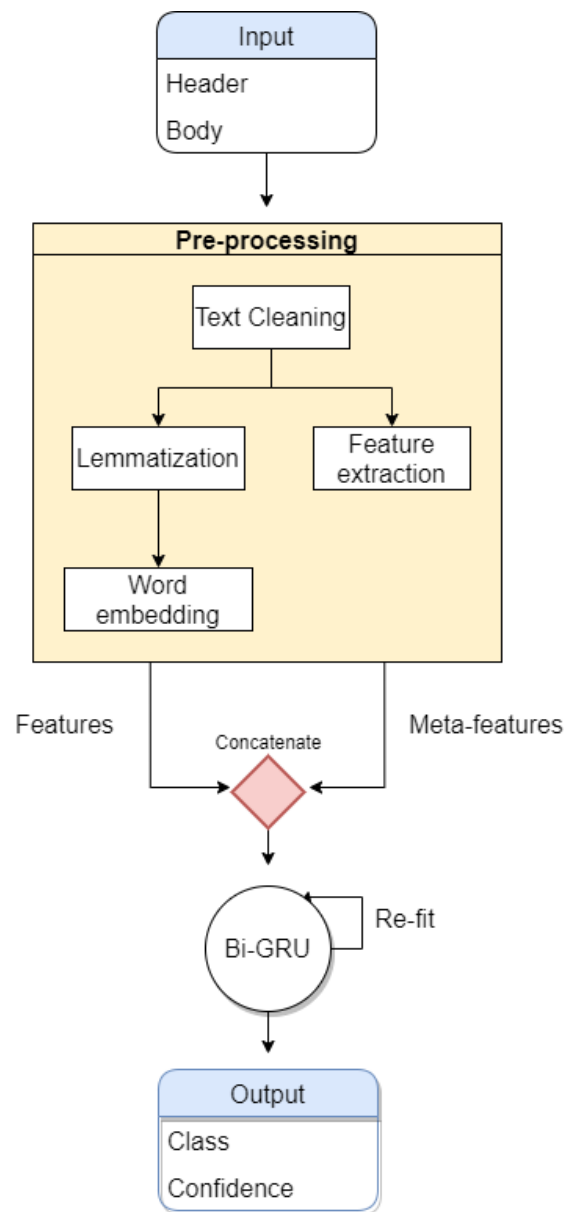 Input
Header
Body
Pre-processing
Text Cleaning
Lemmatization
Feature
extraction
Word
embedding
Features
Meta-features
Concatenate
Bi-GRU
Re-fit
Output
Class
Confidence